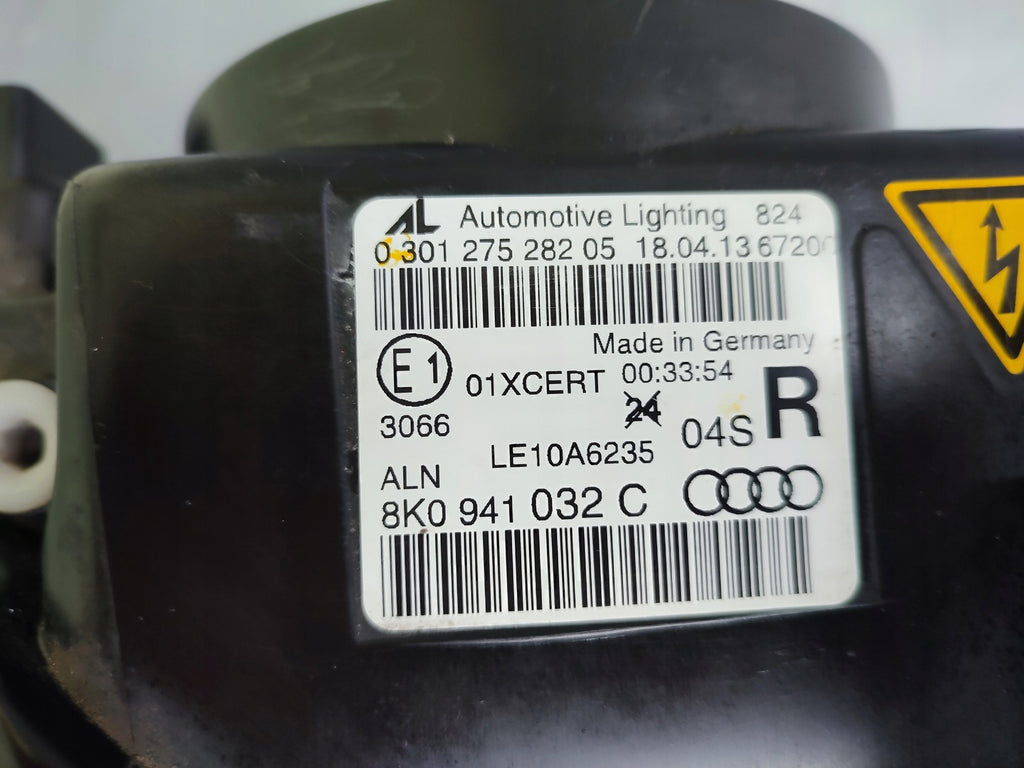 AL Automotive Lighting 824
0 301 275 282 05 18.04.13 6720
Made in Germany
E1 01XCERT 00:33:54 R
24
3066 04S
LE10A6235
ALN
8K0 941 032 C